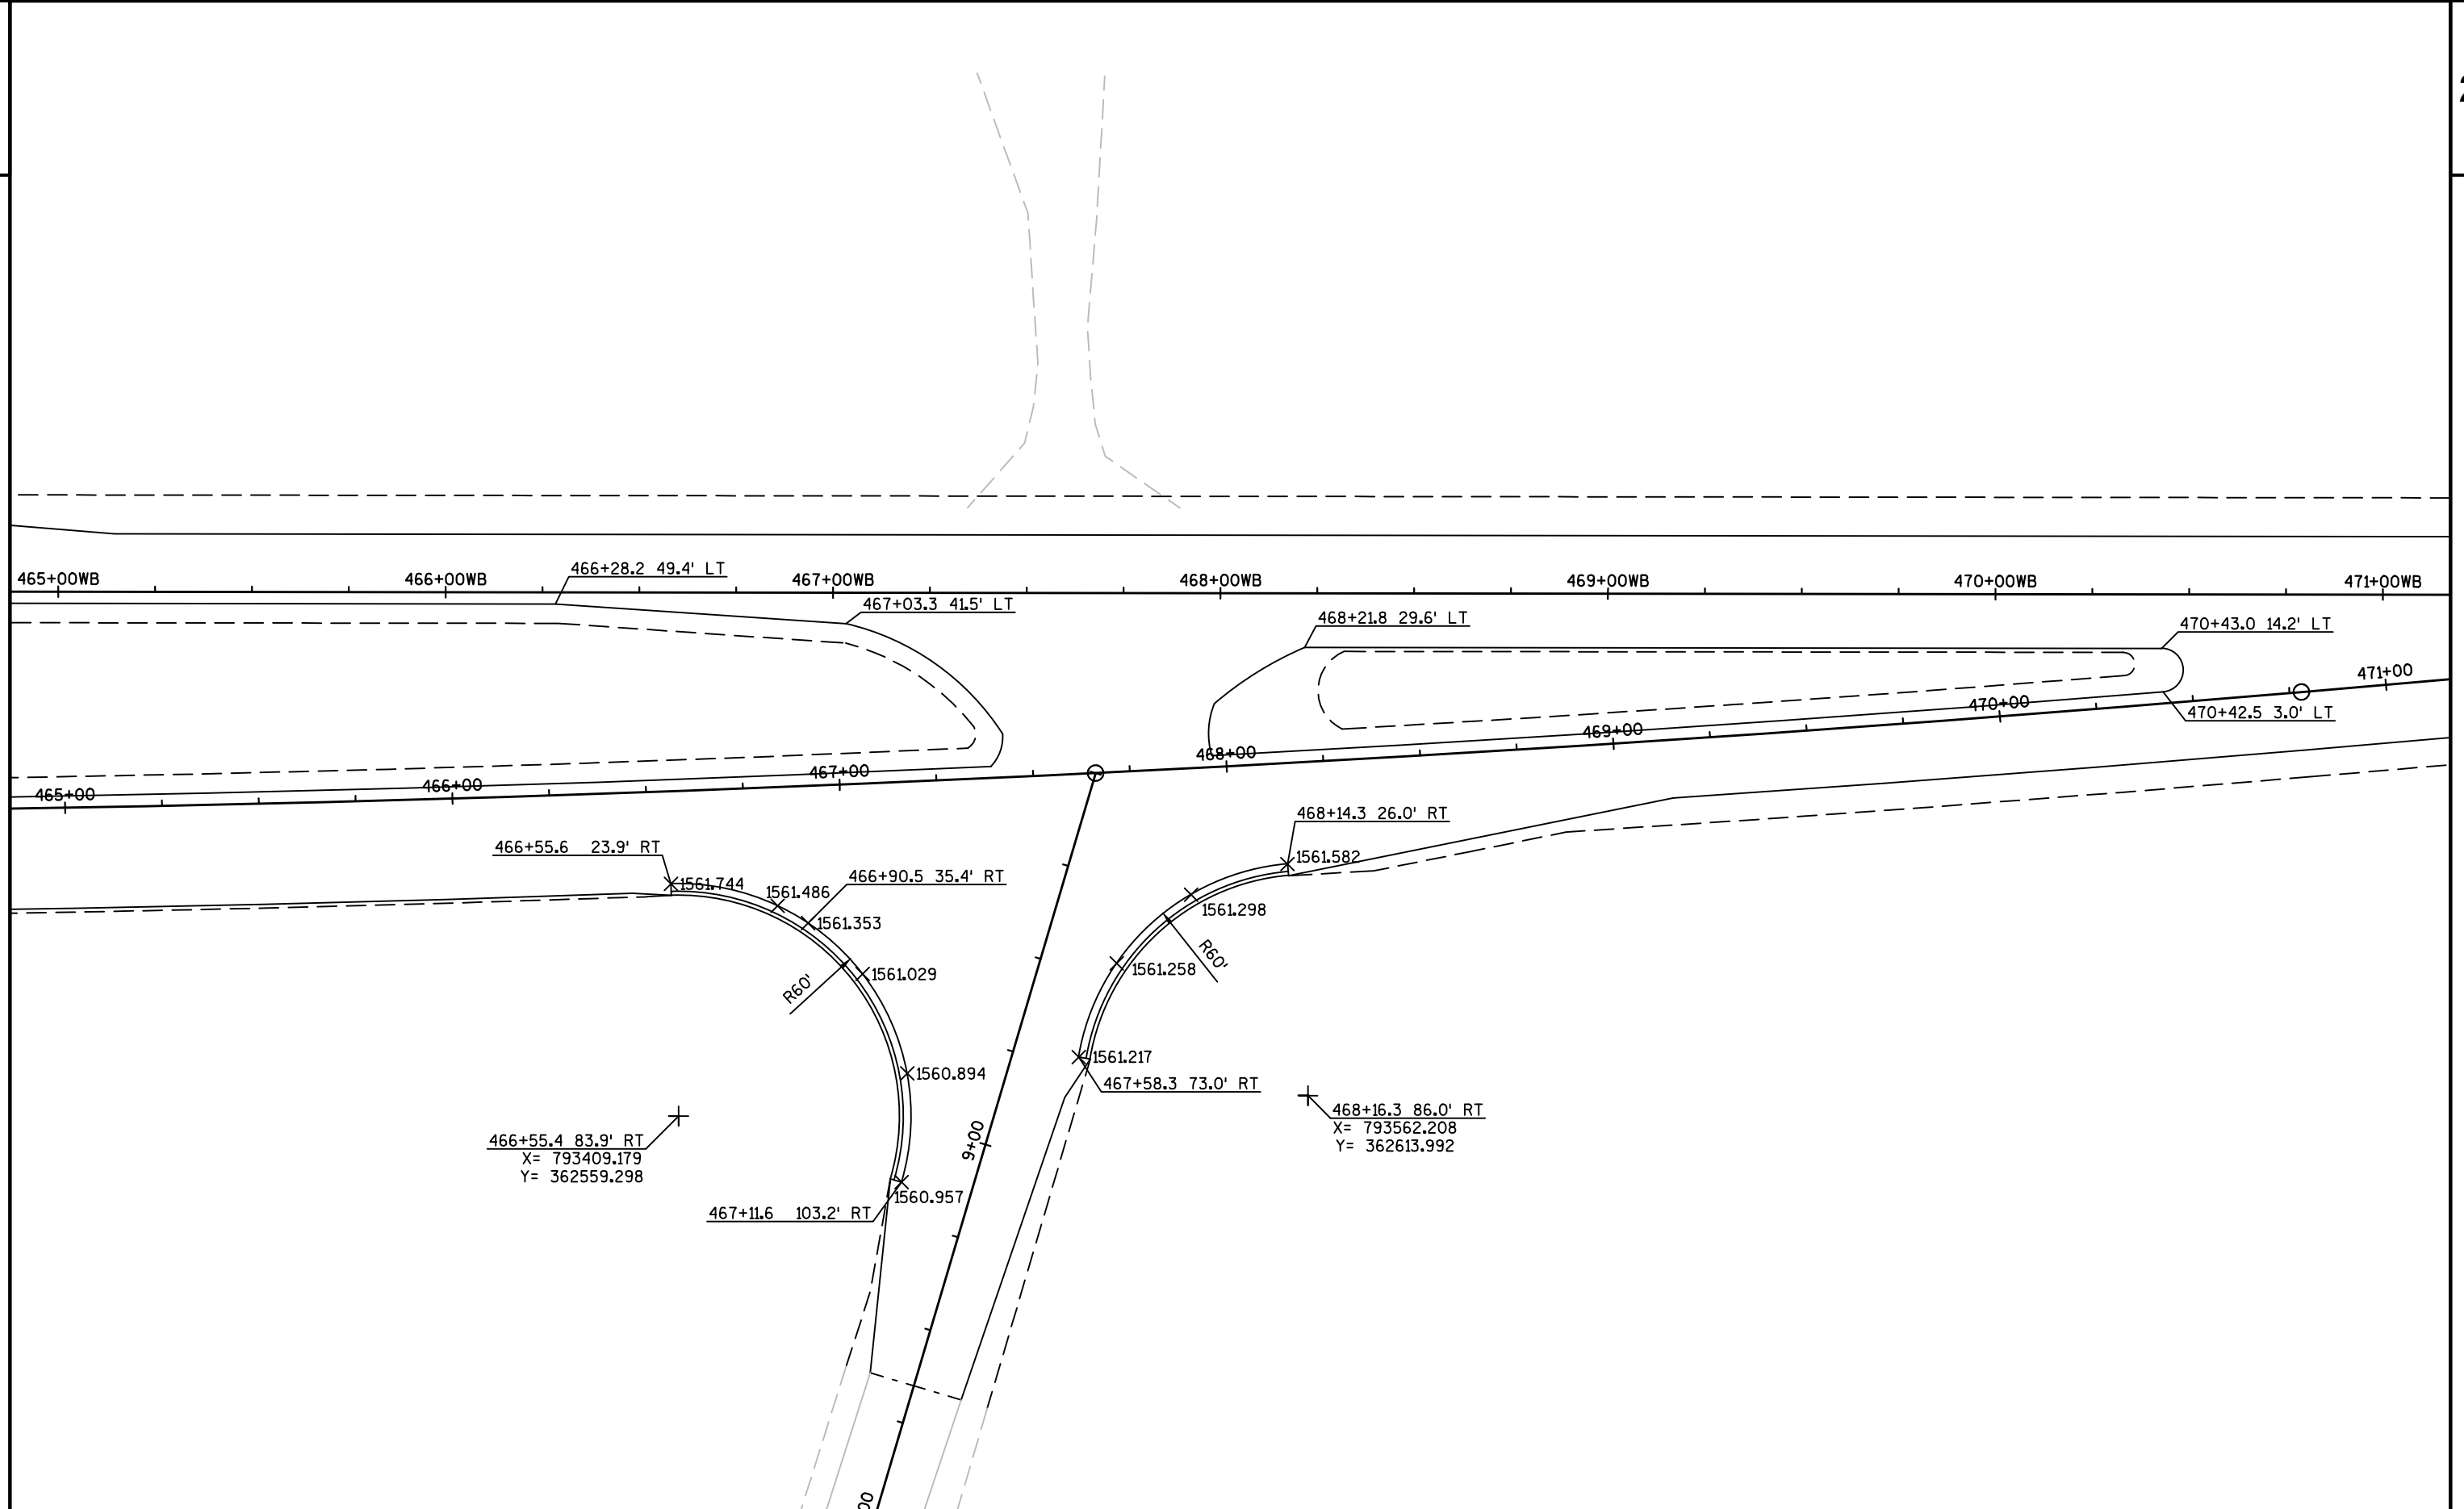 465+00WB
466+00WB
467+00WB
468+00WB
469+00WB
470+00WB
471+00WB
466+28.2 49.4' LT
467+03.3 41.5' LT
468+21.8 29.6' LT
470+43.0 14.2' LT
470+42.5 3.0' LT
465+00
466+00
467+00
468+00
469+00
470+00
471+00
466+55.6 23.9' RT
1561.744
1561.486
466+90.5 35.4' RT
1561.353
1561.029
R60'
1560.894
466+55.4 83.9' RT
X= 793409.179
Y= 362559.298
1560.957
467+11.6 103.2' RT
9+00
468+14.3 26.0' RT
1561.582
1561.298
R60'
1561.258
1561.217
467+58.3 73.0' RT
468+16.3 86.0' RT
X= 793562.208
Y= 362613.992